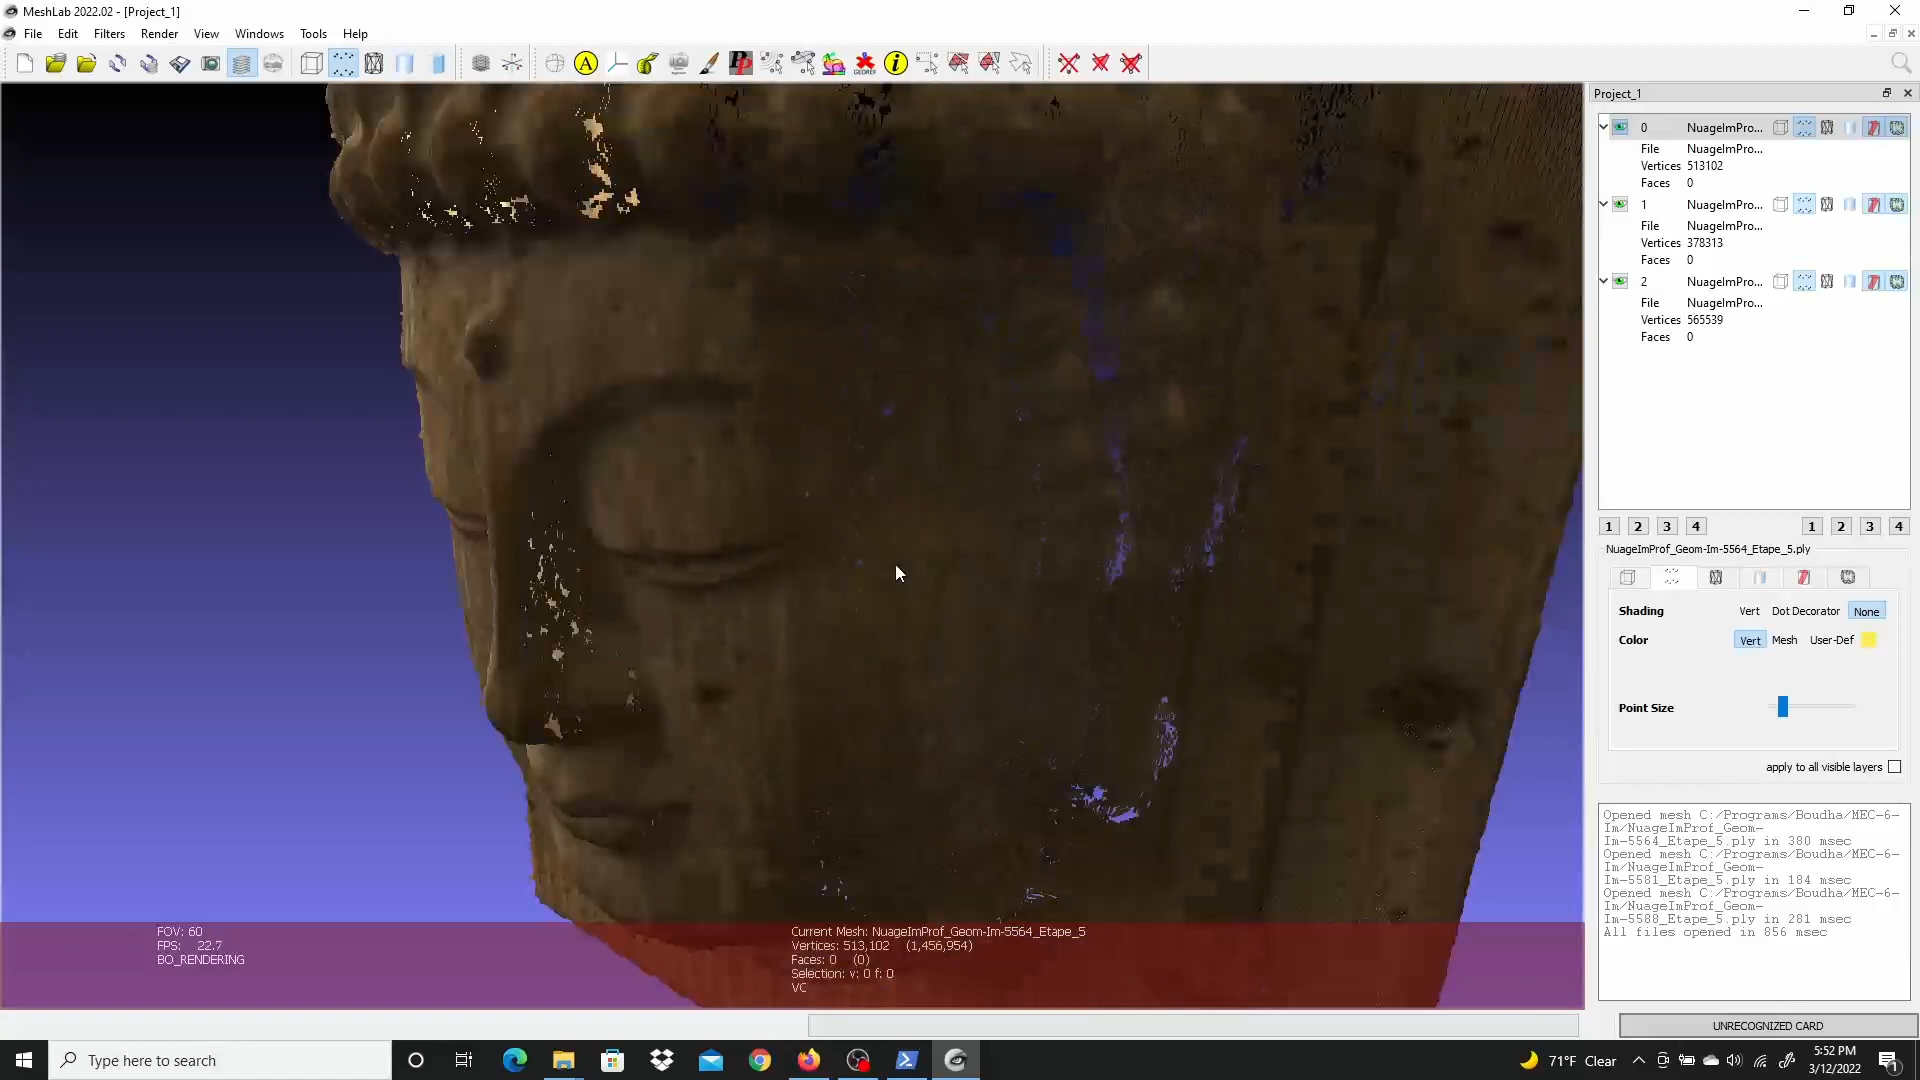 MeshLab 2022.02 - [Project_1]
File Edit Filters Render View Windows Tools Help
Project_1
0 NuageImPro...
File NuageImPro...
Vertices 513102
Faces 0
1 NuageImPro...
File NuageImPro...
Vertices 378313
Faces 0
2 NuageImPro...
File NuageImPro...
Vertices 565539
Faces 0
1 2 3 4 1 2 3 4
NuageImProf_Geom-Im-5564_Etape_5.ply
Shading Vert Dot Decorator None
Color Vert Mesh User-Def
Point Size
apply to all visible layers
Opened mesh C:/Programs/Boudha/MEC-6-
Im/NuageImProf_Geom-
Im-5564_Etape_5.ply in 380 msec
Opened mesh C:/Programs/Boudha/MEC-6-
Im/NuageImProf_Geom-
Im-5581_Etape_5.ply in 184 msec
Opened mesh C:/Programs/Boudha/MEC-6-
Im/NuageImProf_Geom-
Im-5588_Etape_5.ply in 281 msec
All files opened in 856 msec
FOV: 60
FPS: 22.7
BO_RENDERING
Current Mesh: NuageImProf_Geom-Im-5564_Etape_5
Vertices: 513,102 (1,456,954)
Faces: 0 (0)
Selection: v: 0 f: 0
VC
UNRECOGNIZED CARD
Type here to search
71°F Clear
5:52 PM
3/12/2022
1